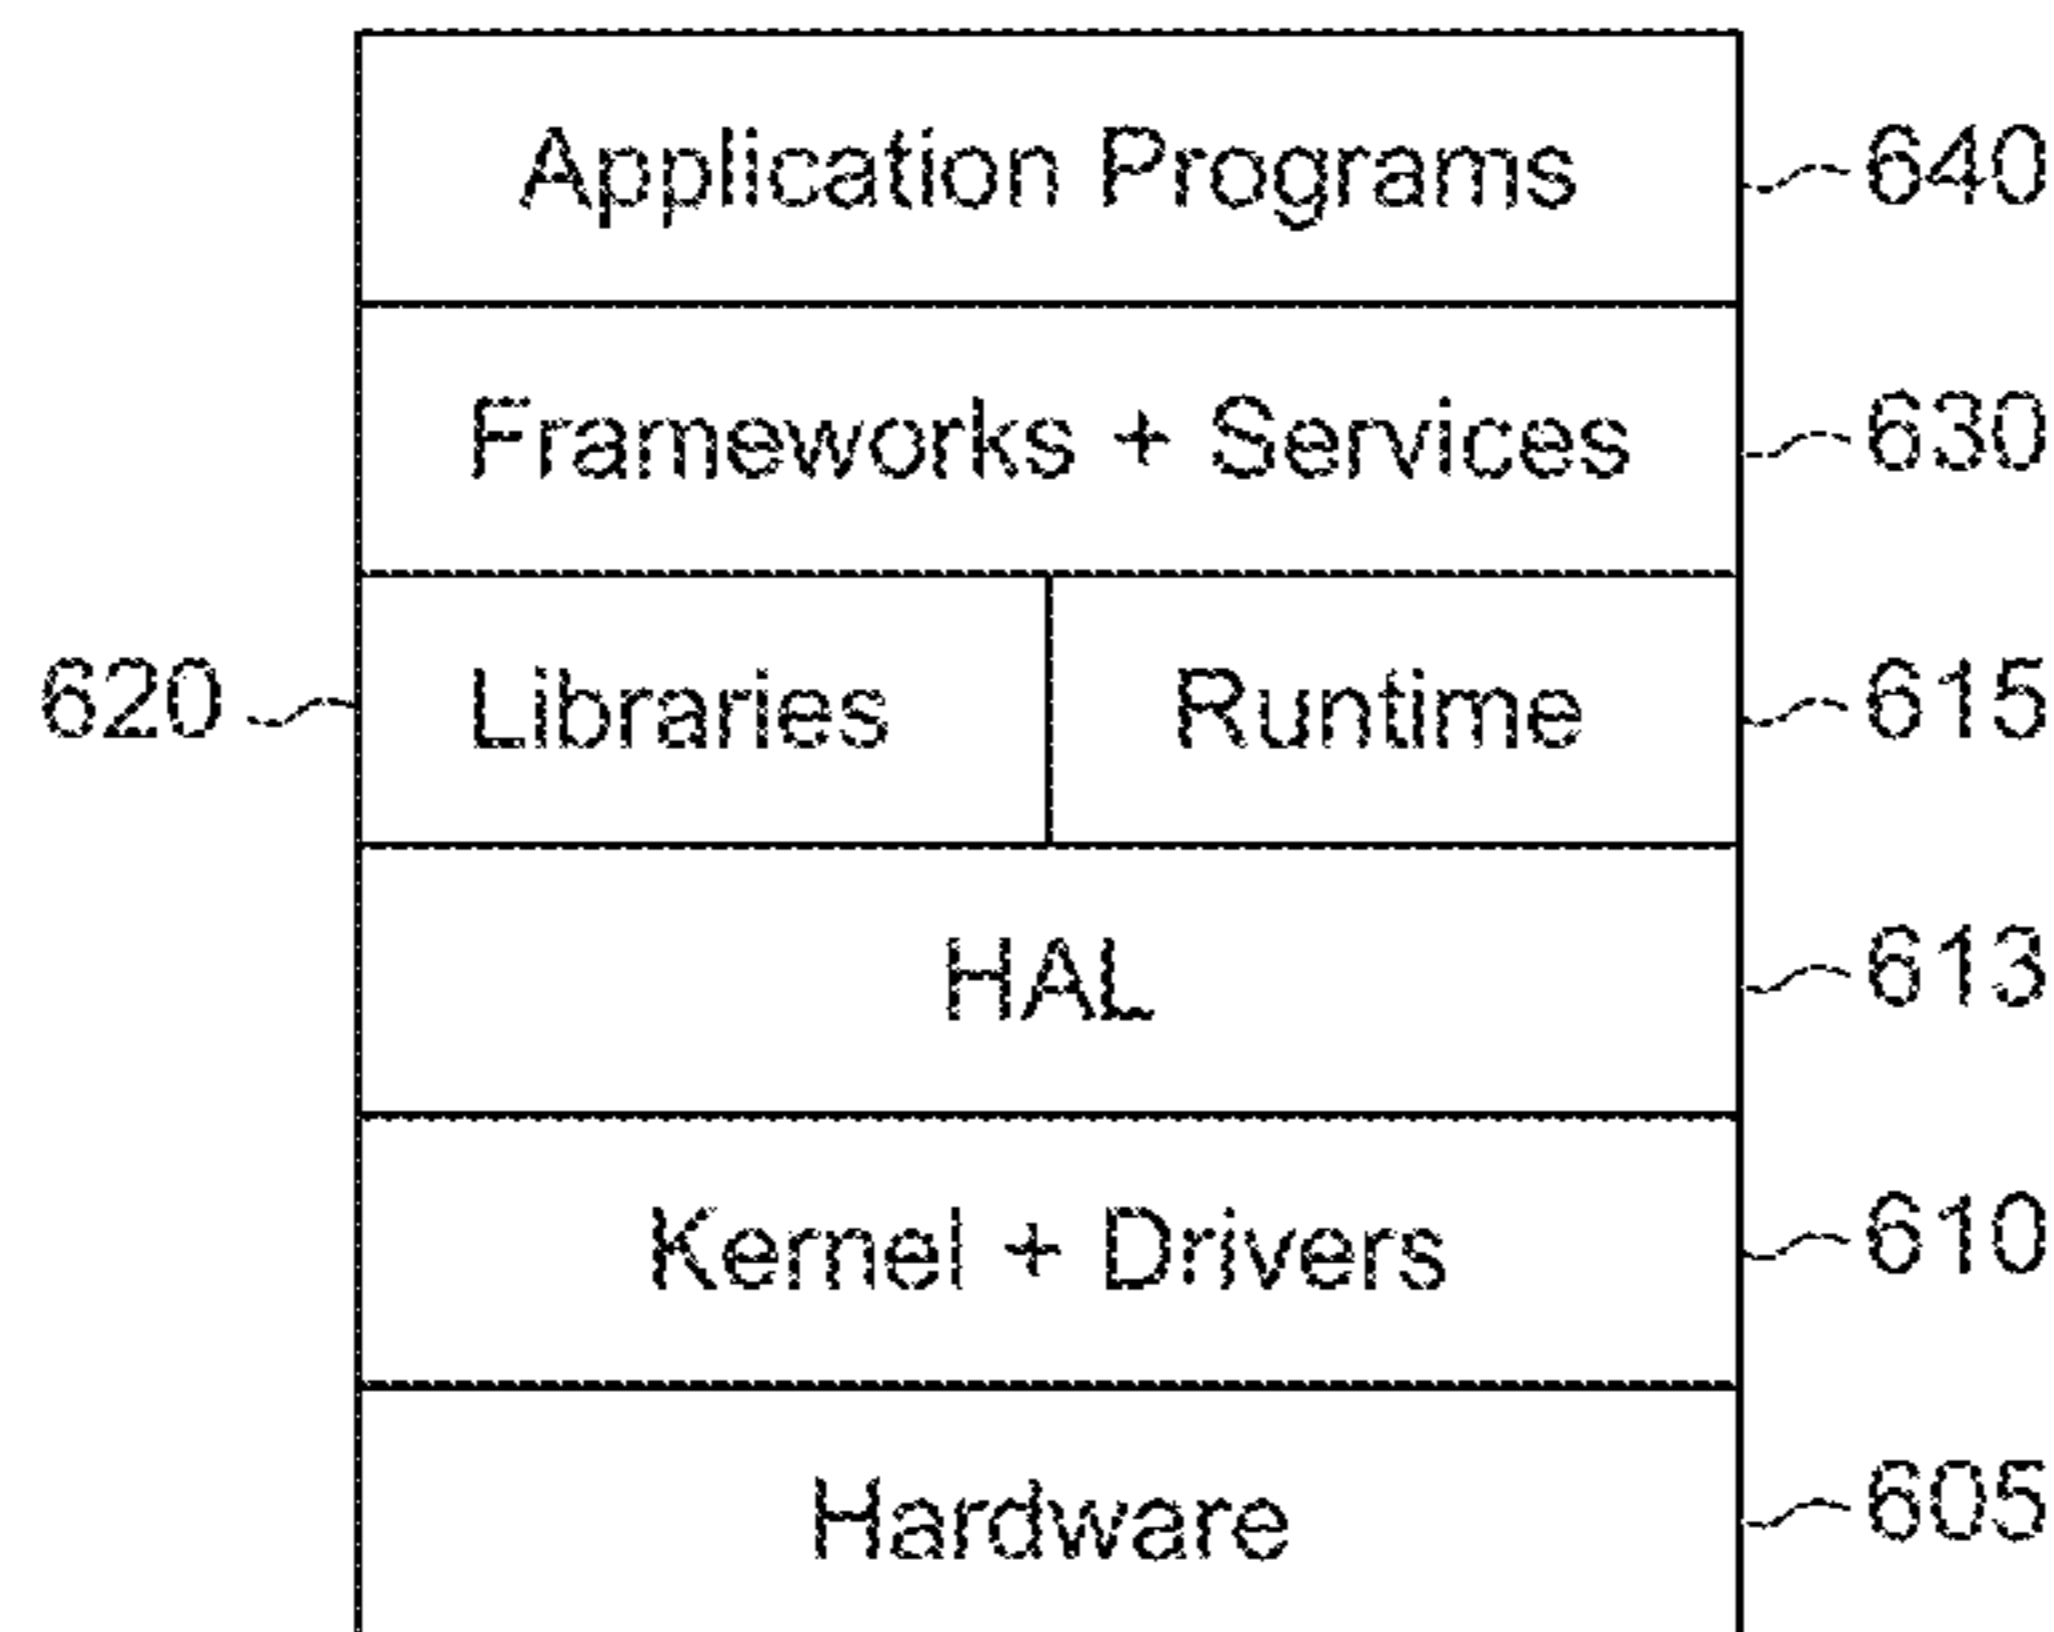 Application Programs 640
Frameworks + Services 630
620 Libraries Runtime 615
HAL 613
Kernel + Drivers 610
Hardware 605